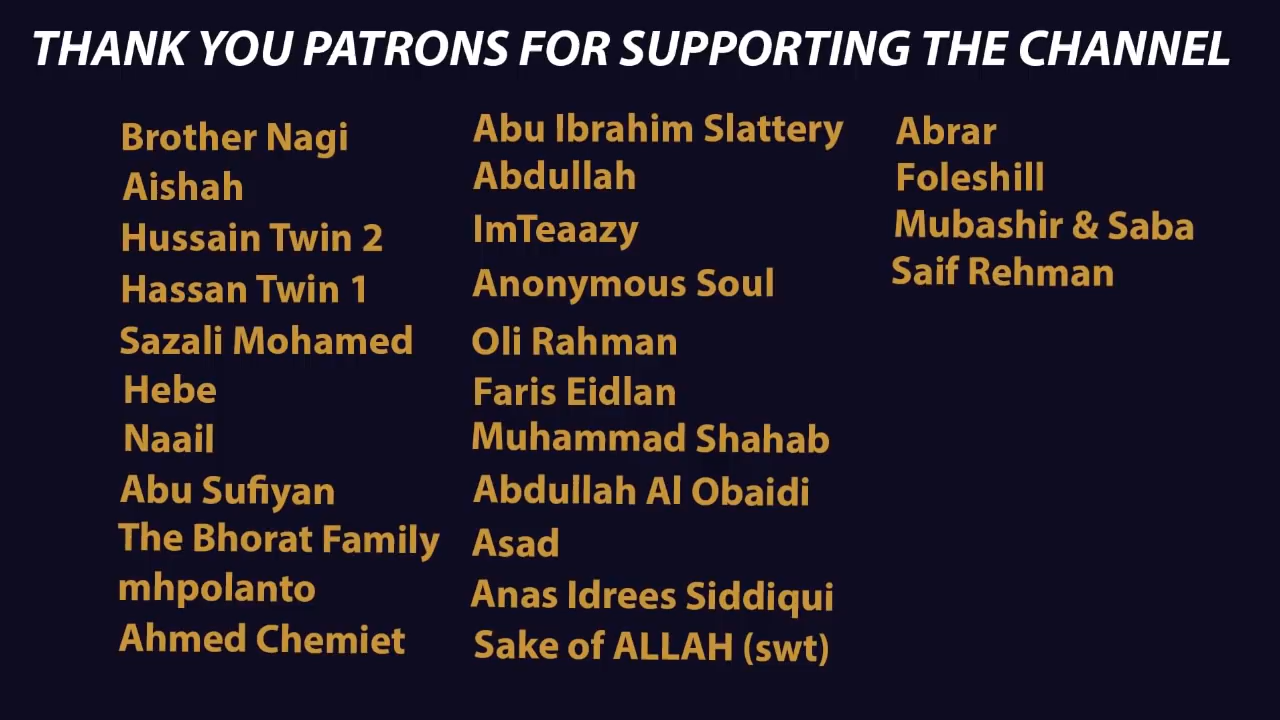 THANK YOU PATRONS FOR SUPPORTING THE CHANNEL
Brother Nagi
Aishah
Hussain Twin 2
Hassan Twin 1
Sazali Mohamed
Hebe
Naail
Abu Sufiyan
The Bhorat Family
mhpolanto
Ahmed Chemiet
Abu Ibrahim Slattery
Abdullah
ImTeaazy
Anonymous Soul
Oli Rahman
Faris Eidlan
Muhammad Shahab
Abdullah Al Obaidi
Asad
Anas Idrees Siddiqui
Sake of ALLAH (swt)
Abrar
Foleshill
Mubashir & Saba
Saif Rehman